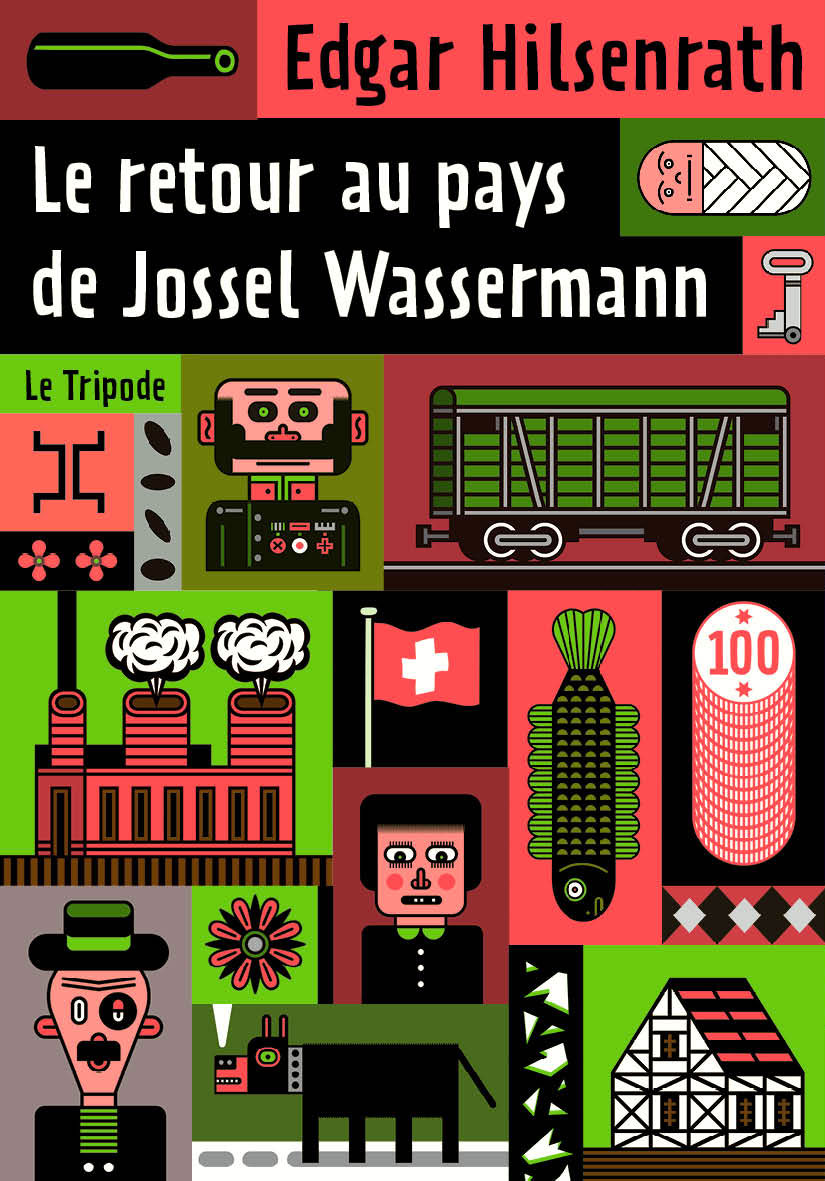 Edgar Hilsenrath
Le retour au pays
de Jossel Wassermann
Le Tripode
100